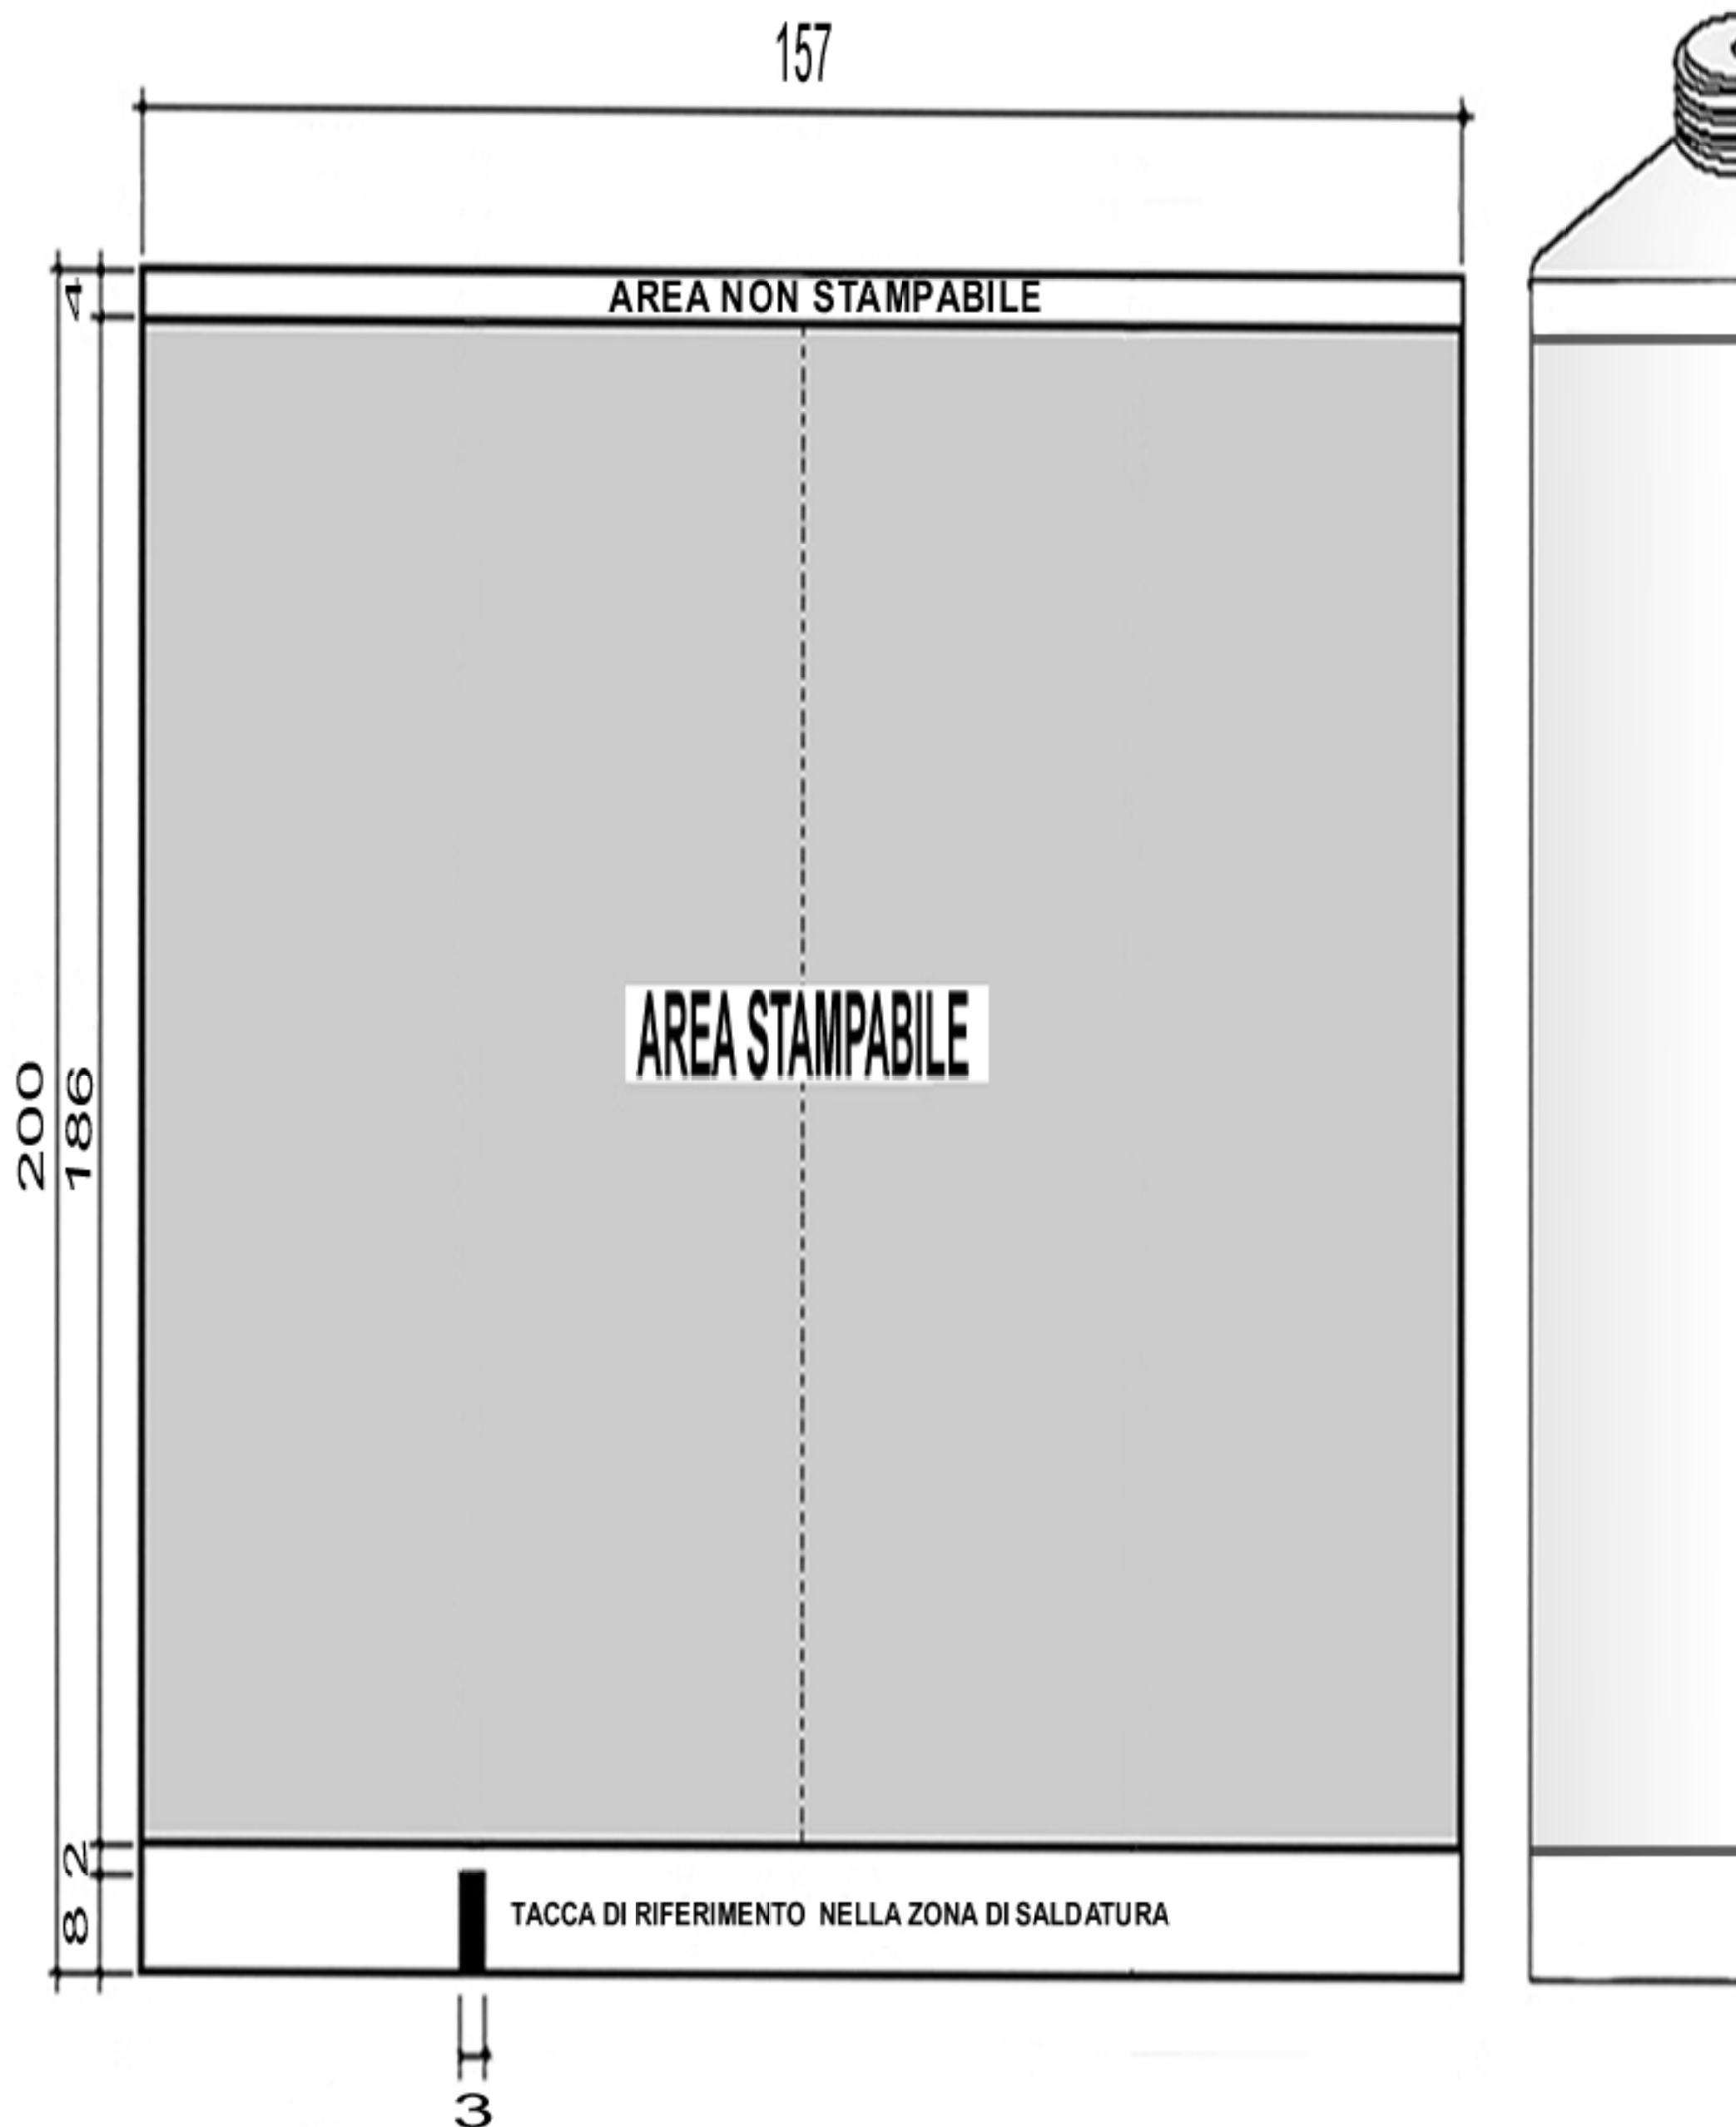 157
4
AREA NON STAMPABILE
200
186
AREA STAMPABILE
2
8
TACCA DI RIFERIMENTO NELLA ZONA DI SALDATURA
3